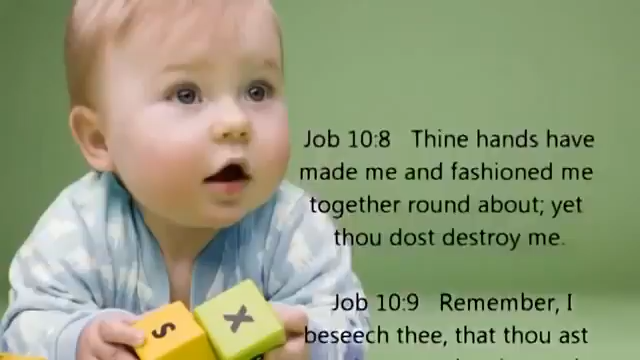 Job 10:8 Thine hands have
made me and fashioned me
together round about; yet
thou dost destroy me.
Job 10:9 Remember, I
beseech thee, that thou ast
S X